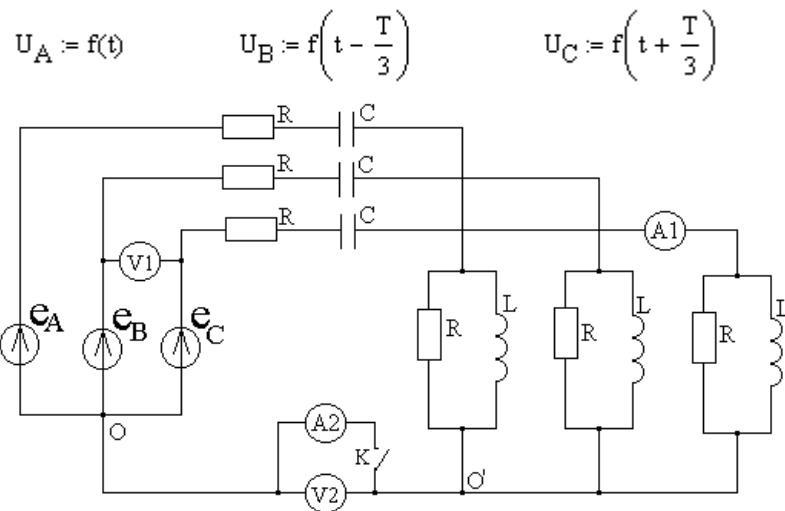 U_A := f(t) U_B := f(t - T/3) U_C := f(t + T/3)
R C
R C
R C A1
V1
e_A e_B e_C
R L R L R L
O
A2
K
V2 O'